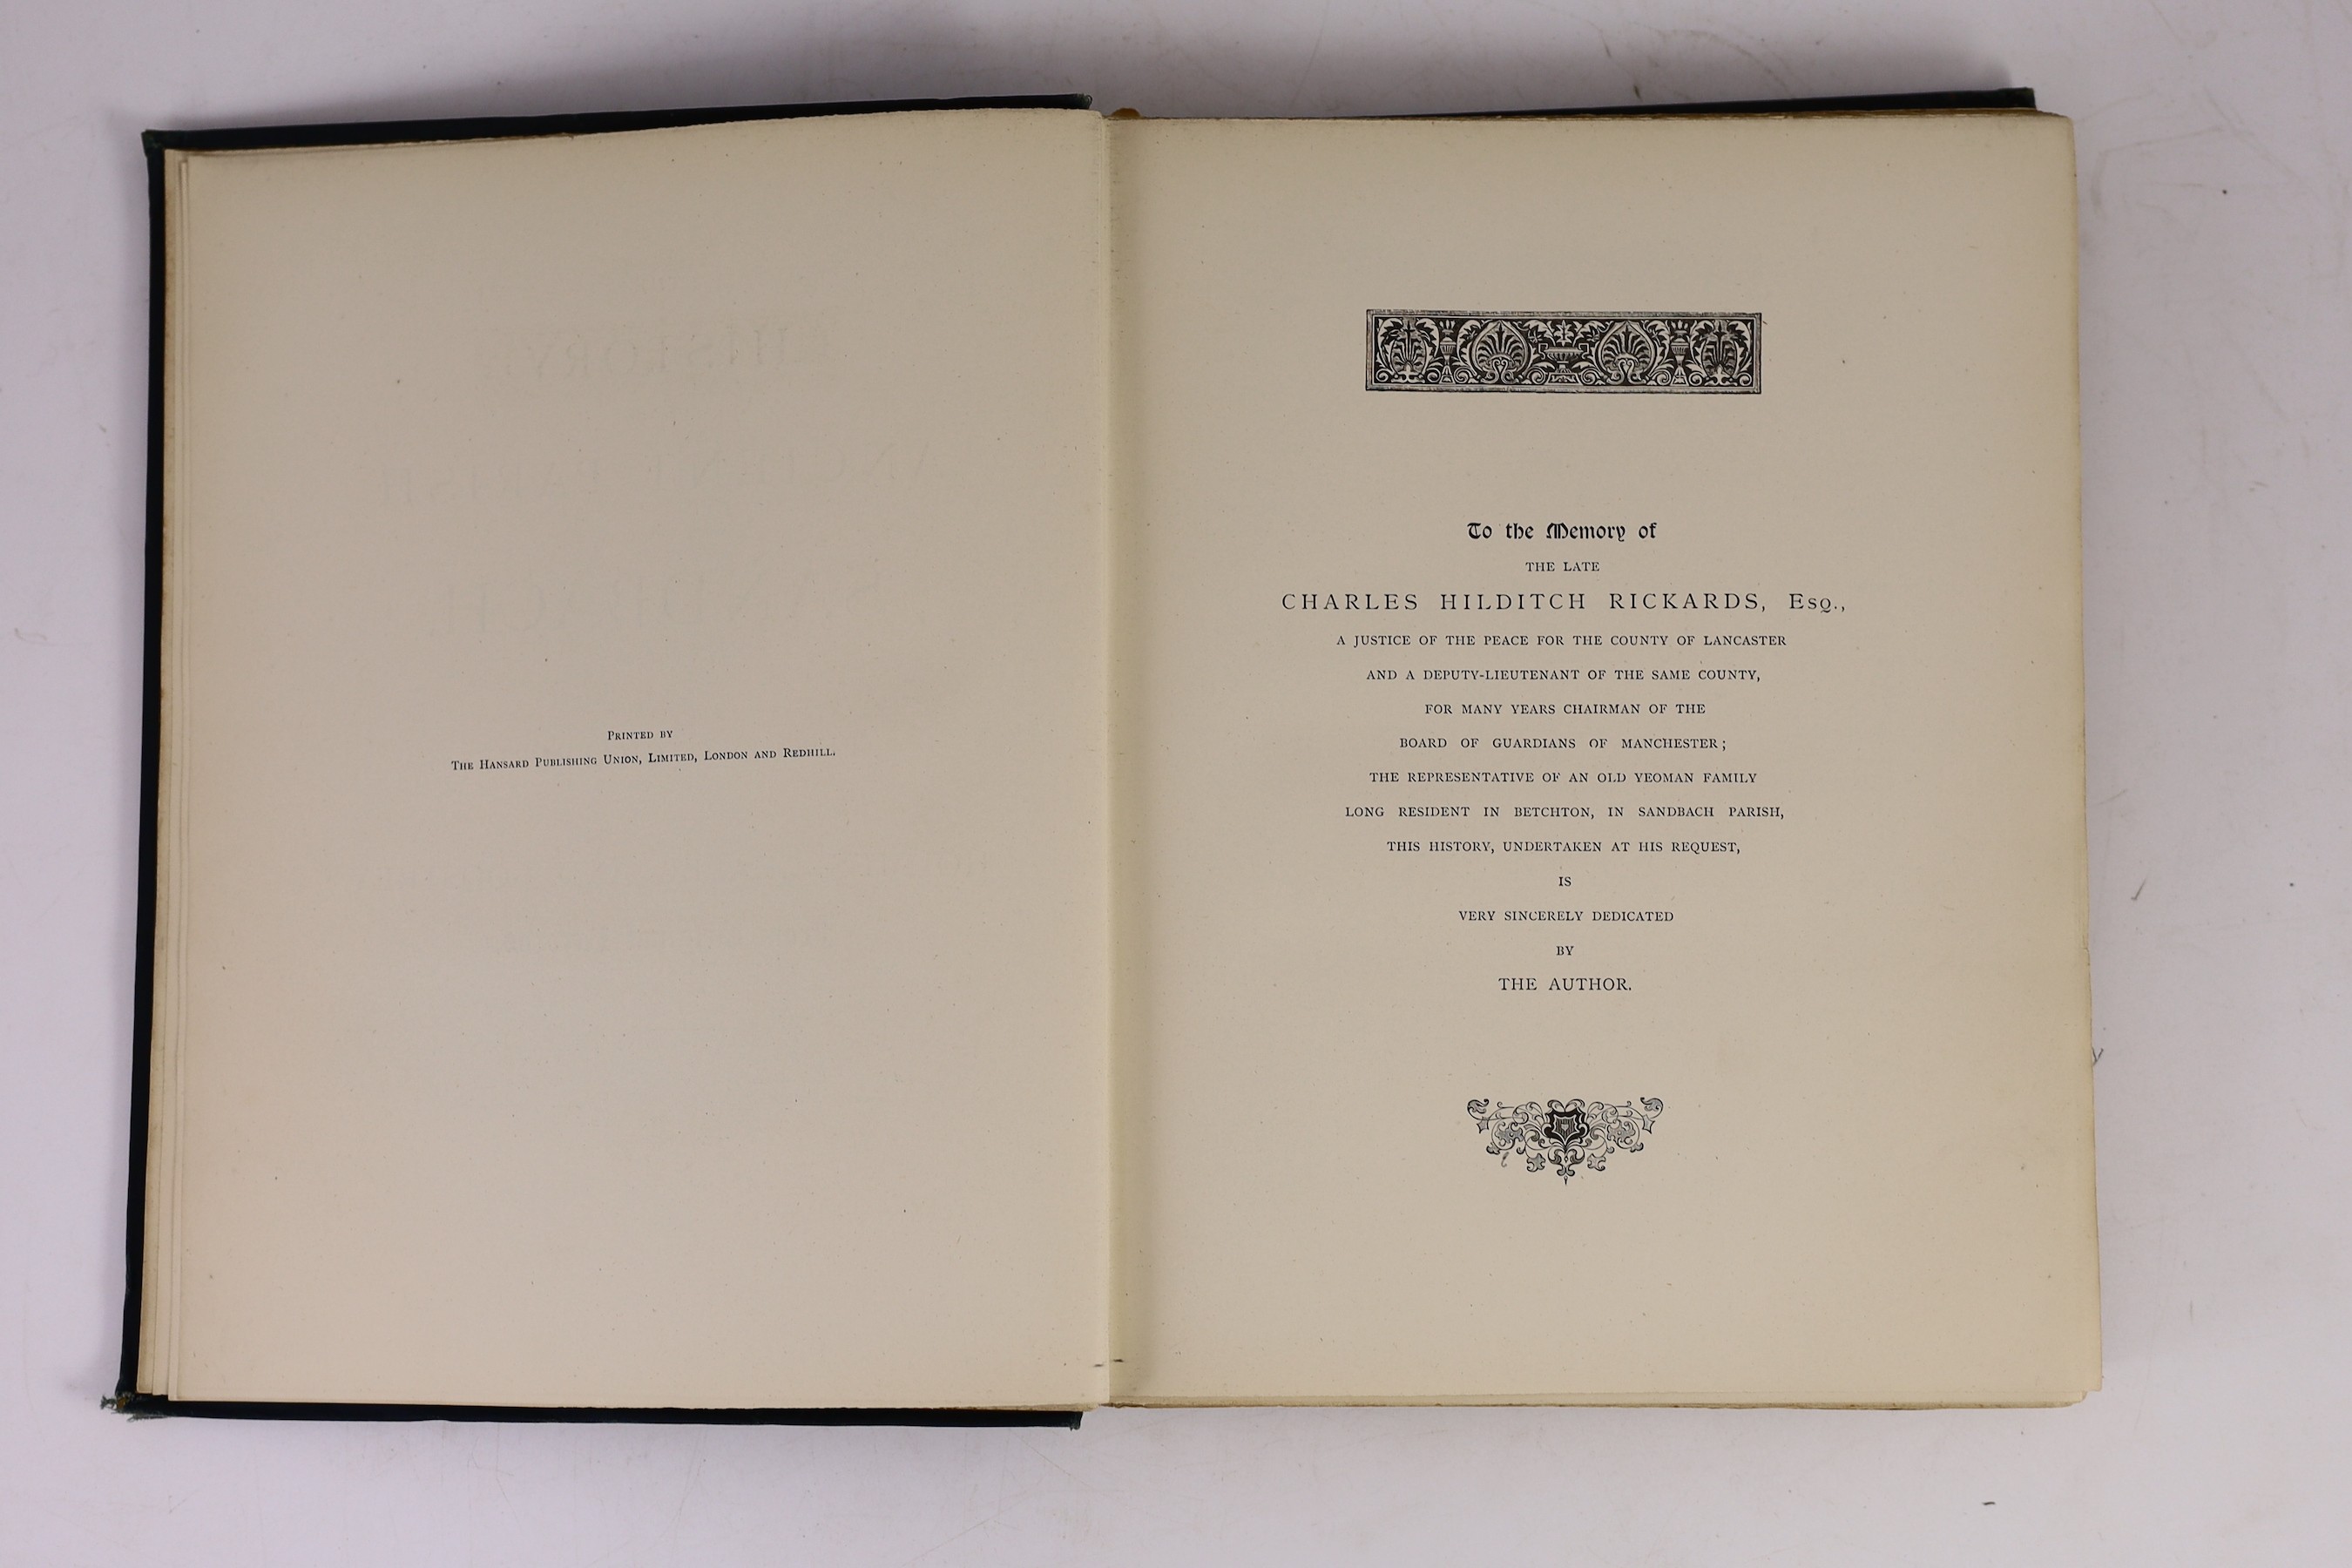 Printed by
The Hansard Publishing Union, Limited, London and Redhill.
To the Memory of
THE LATE
CHARLES HILDITCH RICKARDS, Esq.,
A JUSTICE OF THE PEACE FOR THE COUNTY OF LANCASTER
AND A DEPUTY-LIEUTENANT OF THE SAME COUNTY,
FOR MANY YEARS CHAIRMAN OF THE
BOARD OF GUARDIANS OF MANCHESTER;
THE REPRESENTATIVE OF AN OLD YEOMAN FAMILY
LONG RESIDENT IN BETCHTON, IN SANDBACH PARISH,
THIS HISTORY, UNDERTAKEN AT HIS REQUEST,
IS
VERY SINCERELY DEDICATED
BY
THE AUTHOR.